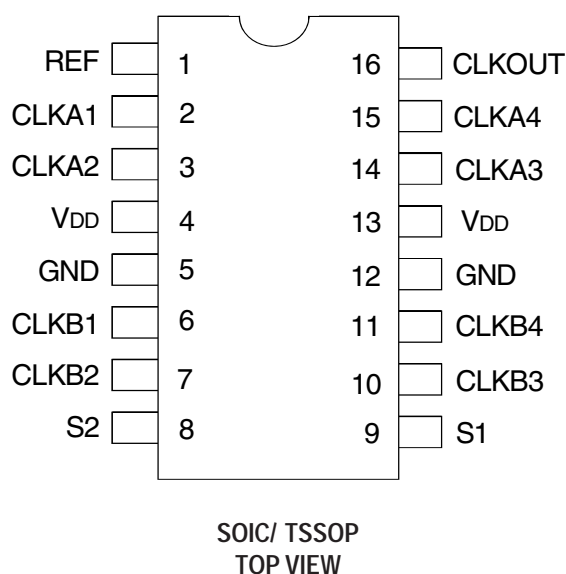 REF 1 16 CLKOUT
CLKA1 2 15 CLKA4
CLKA2 3 14 CLKA3
VDD 4 13 VDD
GND 5 12 GND
CLKB1 6 11 CLKB4
CLKB2 7 10 CLKB3
S2 8 9 S1
SOIC/ TSSOP
TOP VIEW